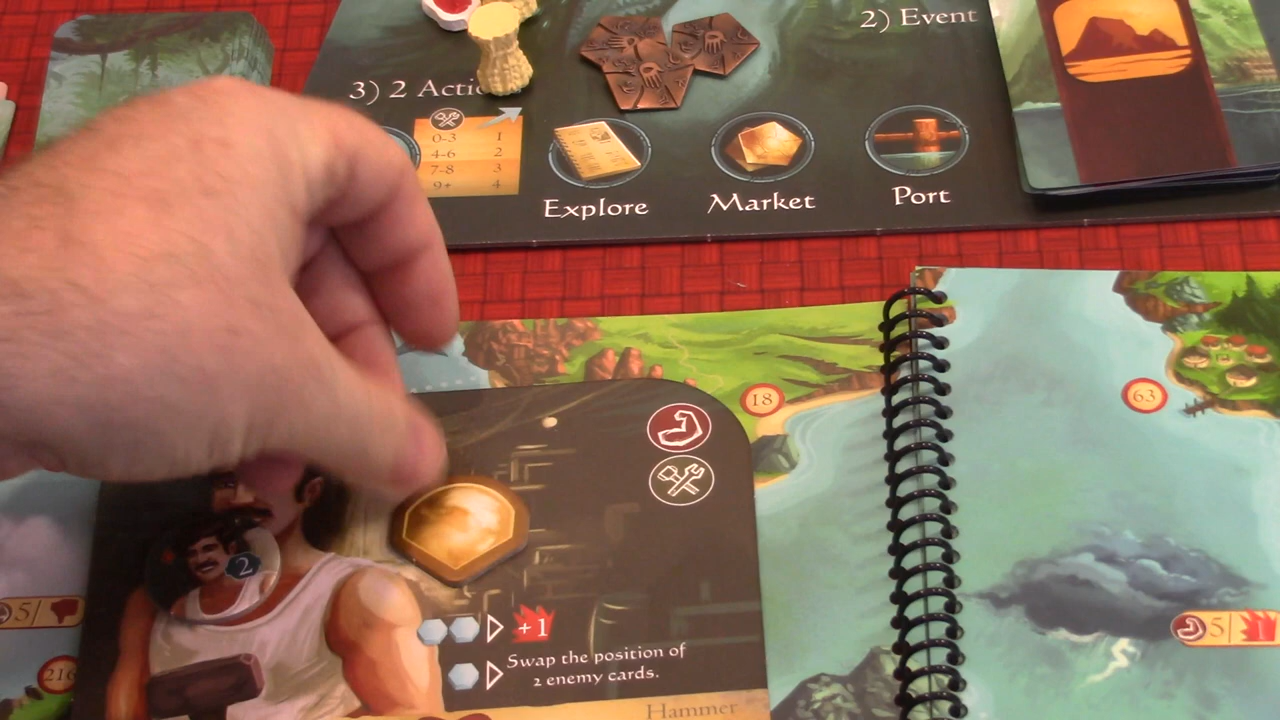 2) Event
3) 2 Actio
0-3 1
4-6 2
7-8 3
9+ 4
Explore
Market
Port
18
63
2
5/
+1
Swap the position of
2 enemy cards.
5/
216
Hammer